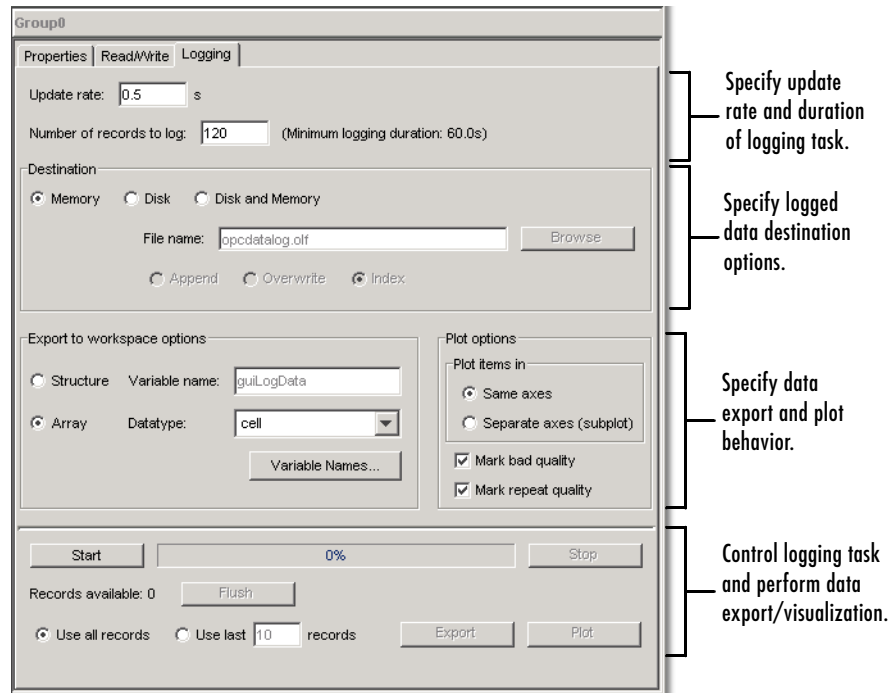 Group0
Properties Read/Write Logging
Update rate: 0.5 s
Number of records to log: 120 (Minimum logging duration: 60.0s)
Specify update
rate and duration
of logging task.
Destination
Memory Disk Disk and Memory
File name: opcdatalog.olf Browse
Append Overwrite Index
Specify logged
data destination
options.
Export to workspace options
Structure Variable name: guiLogData
Array Datatype: cell
Variable Names...
Plot options
Plot items in
Same axes
Separate axes (subplot)
Mark bad quality
Mark repeat quality
Specify data
export and plot
behavior.
Start 0% Stop
Records available: 0 Flush
Use all records Use last 10 records Export Plot
Control logging task
and perform data
export/visualization.